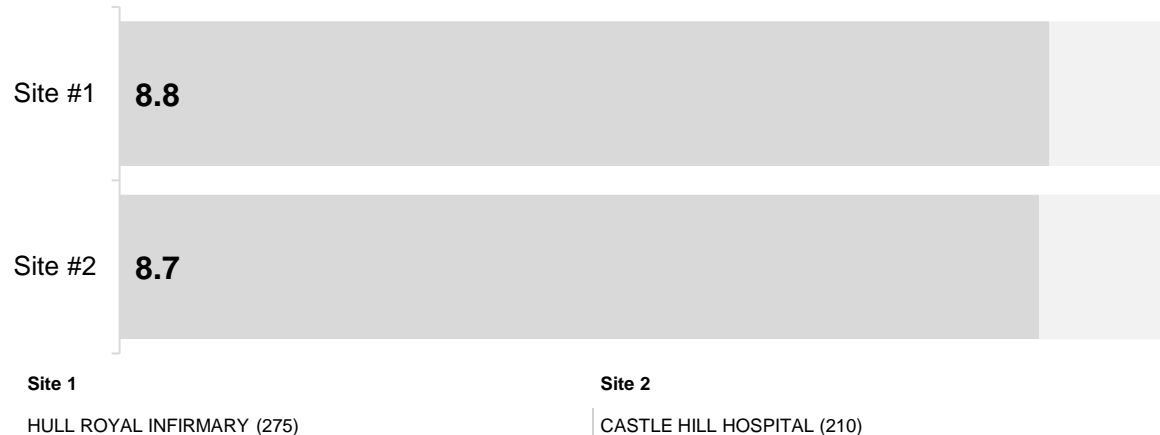 Site #1 8.8
Site #2 8.7
Site 1 Site 2
HULL ROYAL INFIRMARY (275) CASTLE HILL HOSPITAL (210)